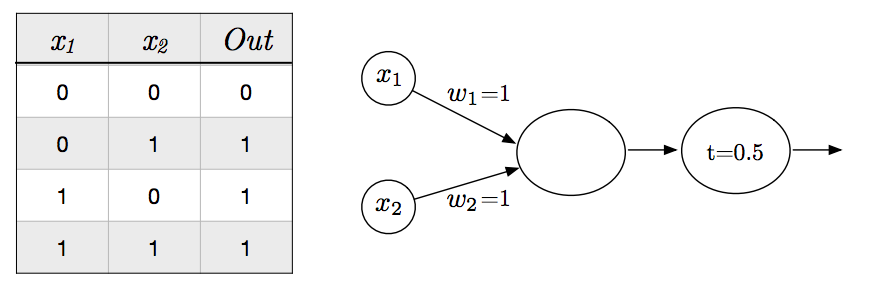 x₁ x₂ Out
0 0 0
0 1 1
1 0 1
1 1 1
x₁
w₁=1
t=0.5
x₂
w₂=1